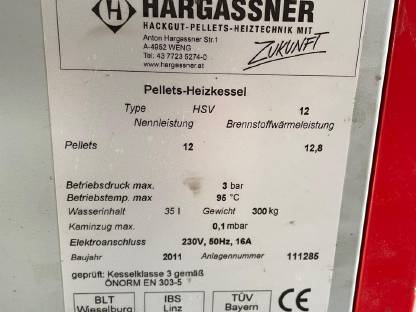 H HARGASSNER
HACKGUT-PELLETS-HEIZTECHNIK MIT
ZUKUNFT
Anton Hargassner Str.1
A-4952 WENG
Tel: 43 7723 5274-0
www.hargassner.at
Pellets-Heizkessel
Type HSV 12
Nennleistung Brennstoffwärmeleistung
Pellets 12 12,8
Betriebsdruck max. 3 bar
Betriebstemp. max 95 °C
Wasserinhalt 35 l Gewicht 300 kg
Kaminzug max. 0,1 mbar
Elektroanschluss 230V, 50Hz, 16A
Baujahr 2011 Anlagennummer 111285
geprüft: Kesselklasse 3 gemäß
ÖNORM EN 303-5
BLT IBS TÜV CE
Wieselburg Linz Bayern